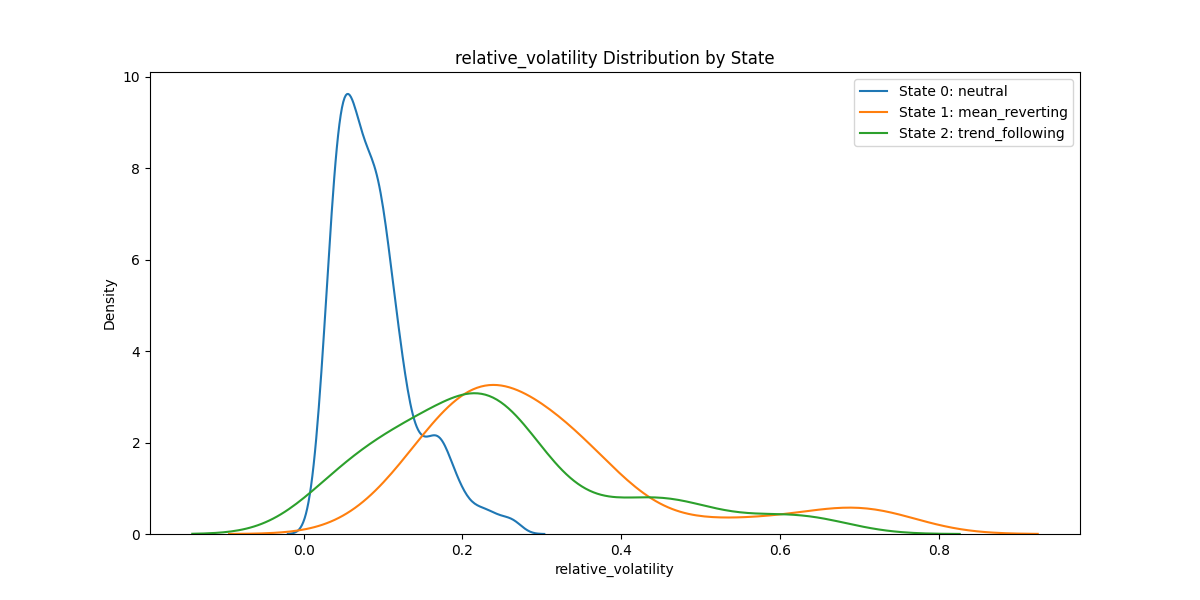 relative_volatility Distribution by State
State 0: neutral
State 1: mean_reverting
State 2: trend_following
Density
10
8
6
4
2
0
0.0 0.2 0.4 0.6 0.8
relative_volatility